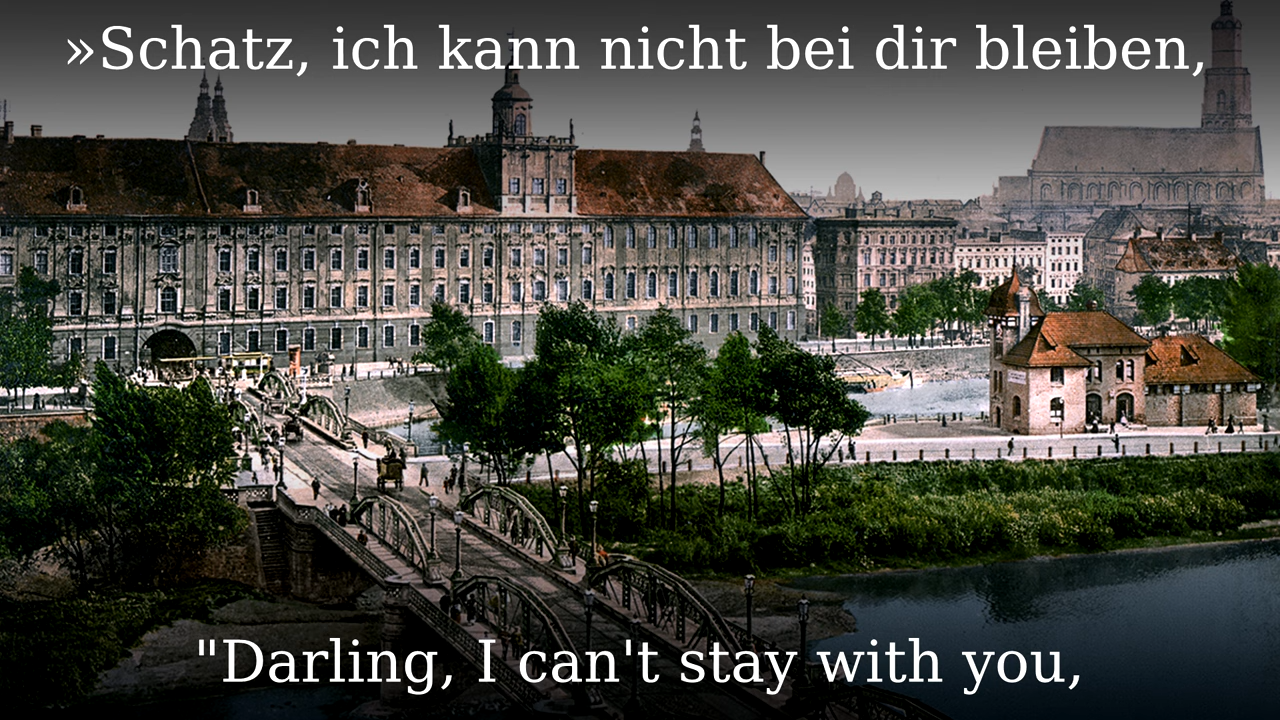 »Schatz, ich kann nicht bei dir bleiben,
"Darling, I can't stay with you,